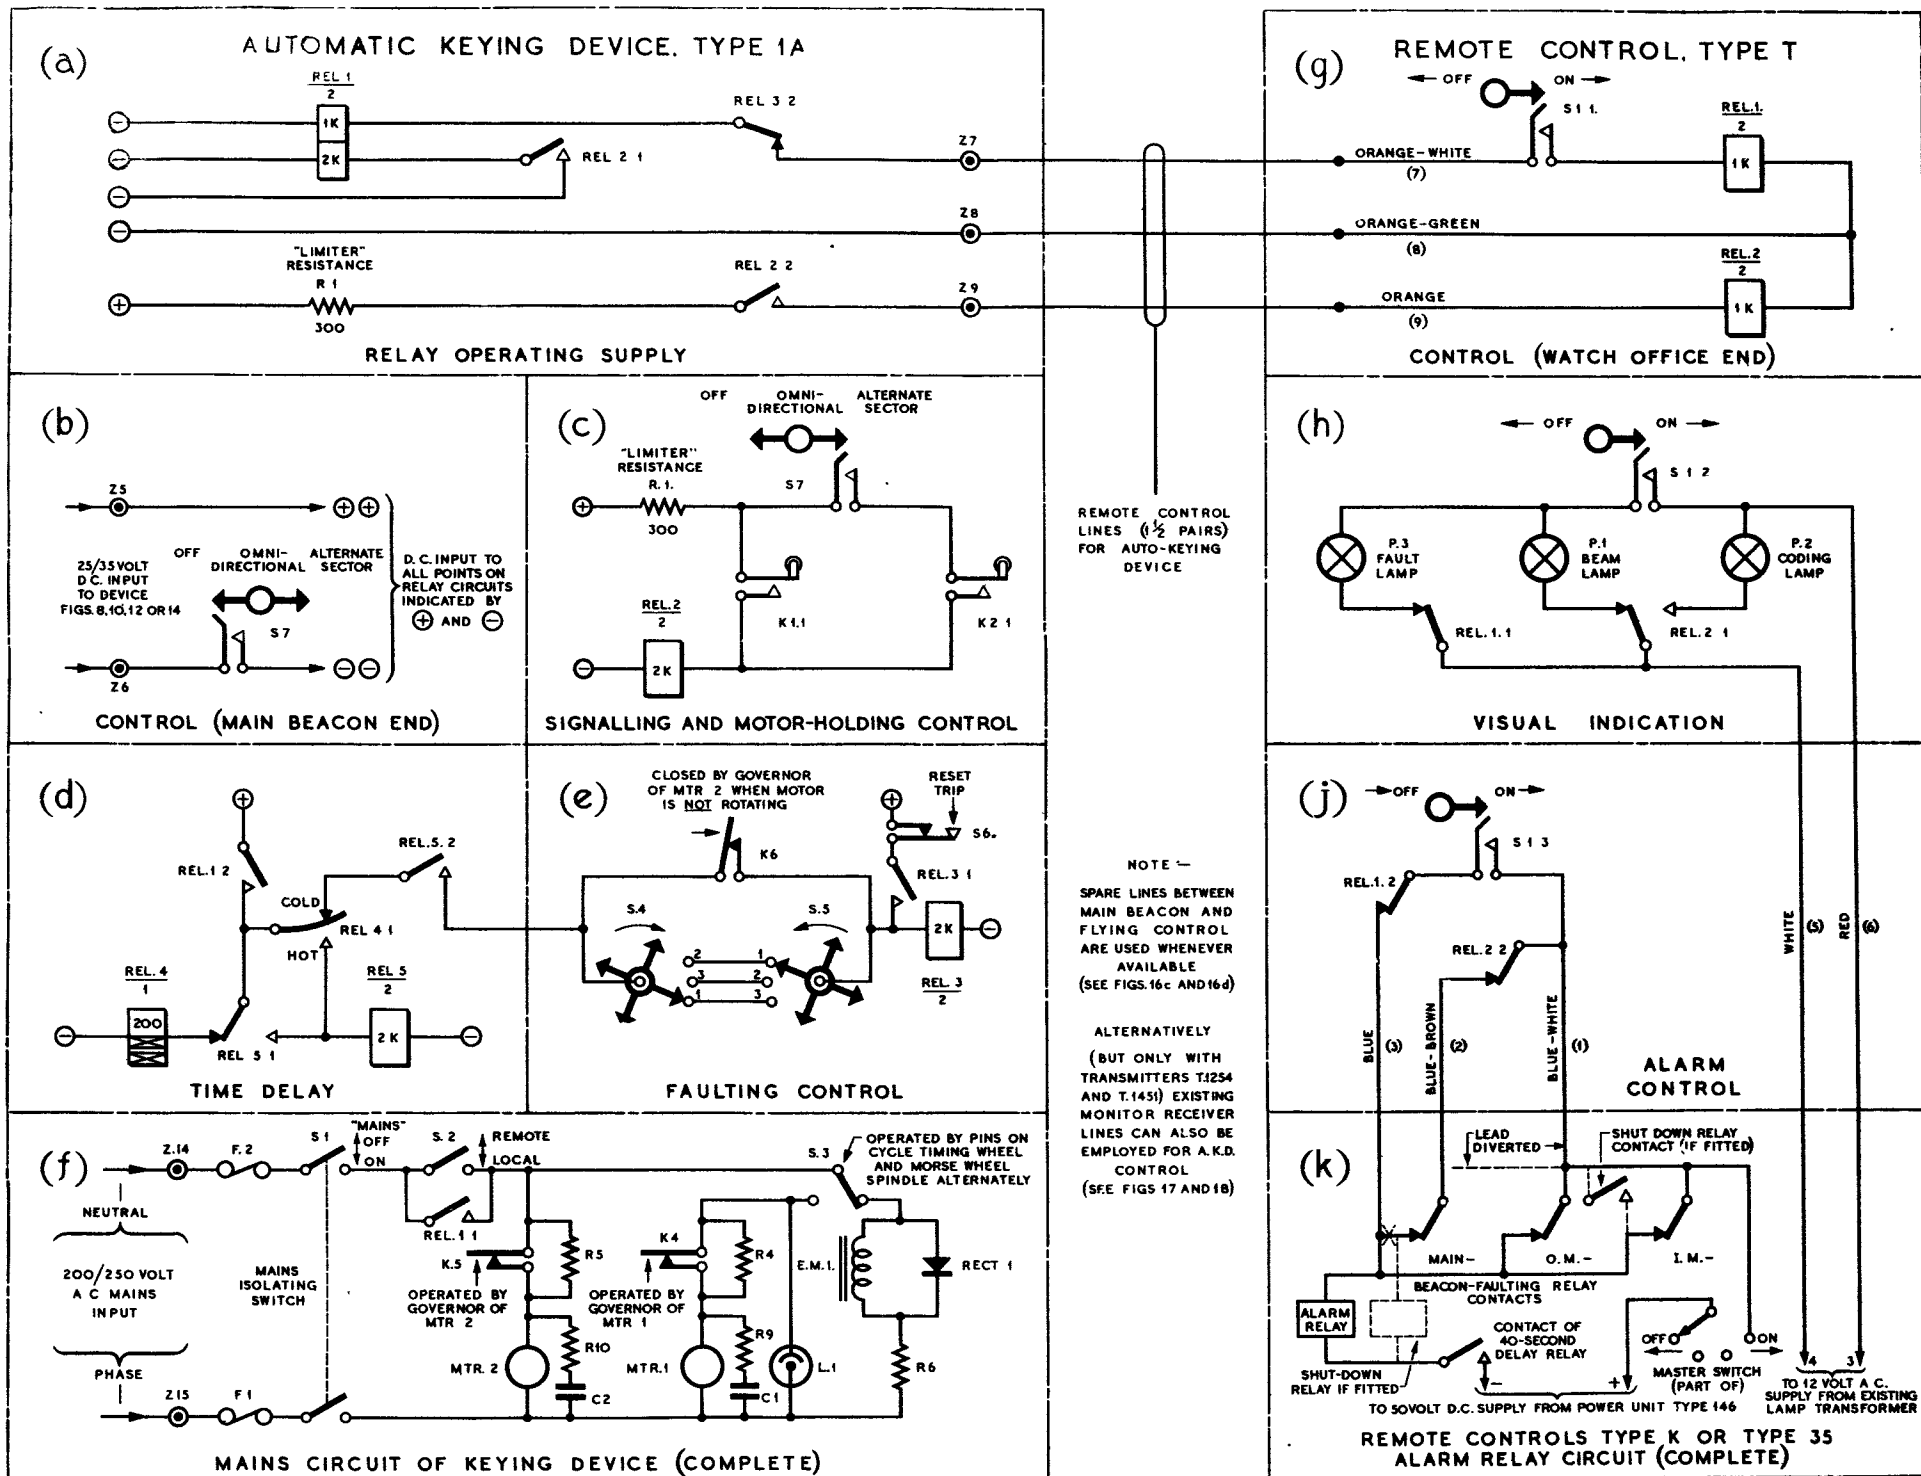 (a)
AUTOMATIC KEYING DEVICE. TYPE 1A
REL 1
2
1K
2K
REL 3 2
REL 2 1
Z7
Z8
"LIMITER"
RESISTANCE
R 1
300
REL 2 2
Z9
RELAY OPERATING SUPPLY
(g)
REMOTE CONTROL, TYPE T
OFF
ON
S 1 1.
REL.1.
2
1K
ORANGE-WHITE
(7)
ORANGE-GREEN
(8)
REL.2
2
1K
ORANGE
(9)
CONTROL (WATCH OFFICE END)
(b)
Z5
25/35 VOLT
D C. INPUT
TO DEVICE
FIGS. 8,10,12 OR 14
OFF
OMNI-
DIRECTIONAL
ALTERNATE
SECTOR
S7
Z6
D. C. INPUT TO
ALL POINTS ON
RELAY CIRCUITS
INDICATED BY
+ AND −
CONTROL (MAIN BEACON END)
(c)
OFF
OMNI-
DIRECTIONAL
ALTERNATE
SECTOR
"LIMITER"
RESISTANCE
R. 1.
300
S7
REL.2
2
2K
K1.1
K2 1
SIGNALLING AND MOTOR-HOLDING CONTROL
REMOTE CONTROL
LINES (1½ PAIRS)
FOR AUTO-KEYING
DEVICE
(h)
OFF
ON
S 1 2
P.3
FAULT
LAMP
P.1
BEAM
LAMP
P.2
CODING
LAMP
REL.1.1
REL.2 1
VISUAL INDICATION
(d)
REL.1 2
REL.5.2
COLD
REL 4 1
HOT
REL.4
1
200
REL 5
2
2K
REL 5 1
TIME DELAY
(e)
CLOSED BY GOVERNOR
OF MTR 2 WHEN MOTOR
IS NOT ROTATING
K6
RESET
TRIP
S6.
REL.3 1
S.4
S.5
2
3
1
1
2
3
2K
REL. 3
2
FAULTING CONTROL
NOTE :—
SPARE LINES BETWEEN
MAIN BEACON AND
FLYING CONTROL
ARE USED WHENEVER
AVAILABLE
(SEE FIGS. 16c AND 16d)
ALTERNATIVELY
(BUT ONLY WITH
TRANSMITTERS T.1254
AND T.1451) EXISTING
MONITOR RECEIVER
LINES CAN ALSO BE
EMPLOYED FOR A.K.D.
CONTROL
(SEE FIGS 17 AND 18)
(j)
OFF
ON
S 1 3
REL.1.2
REL.2 2
BLUE
(3)
BLUE-BROWN
(2)
BLUE-WHITE
(1)
WHITE
(5)
RED
(6)
ALARM
CONTROL
(f)
Z.14
F. 2
S 1
"MAINS"
OFF
ON
S. 2
REMOTE
LOCAL
REL.1 1
S.3
OPERATED BY PINS ON
CYCLE TIMING WHEEL
AND MORSE WHEEL
SPINDLE ALTERNATELY
NEUTRAL
200/250 VOLT
A C MAINS
INPUT
PHASE
MAINS
ISOLATING
SWITCH
K.5
R5
OPERATED BY
GOVERNOR OF
MTR 2
K4
R4
OPERATED BY
GOVERNOR OF
MTR 1
E.M.1.
RECT 1
MTR. 2
R10
C2
MTR.1
R9
C1
L.1
R6
Z15
F 1
MAINS CIRCUIT OF KEYING DEVICE (COMPLETE)
(k)
LEAD
DIVERTED
SHUT DOWN RELAY
CONTACT (IF FITTED)
MAIN-
O. M.-
I. M.-
BEACON-FAULTING RELAY
CONTACTS
ALARM
RELAY
CONTACT OF
40-SECOND
DELAY RELAY
OFF
ON
MASTER SWITCH
(PART OF)
SHUT-DOWN
RELAY IF FITTED
−
+
TO 50VOLT D.C. SUPPLY FROM POWER UNIT TYPE 146
4
3
TO 12 VOLT A C.
SUPPLY FROM EXISTING
LAMP TRANSFORMER
REMOTE CONTROLS TYPE K OR TYPE 35
ALARM RELAY CIRCUIT (COMPLETE)